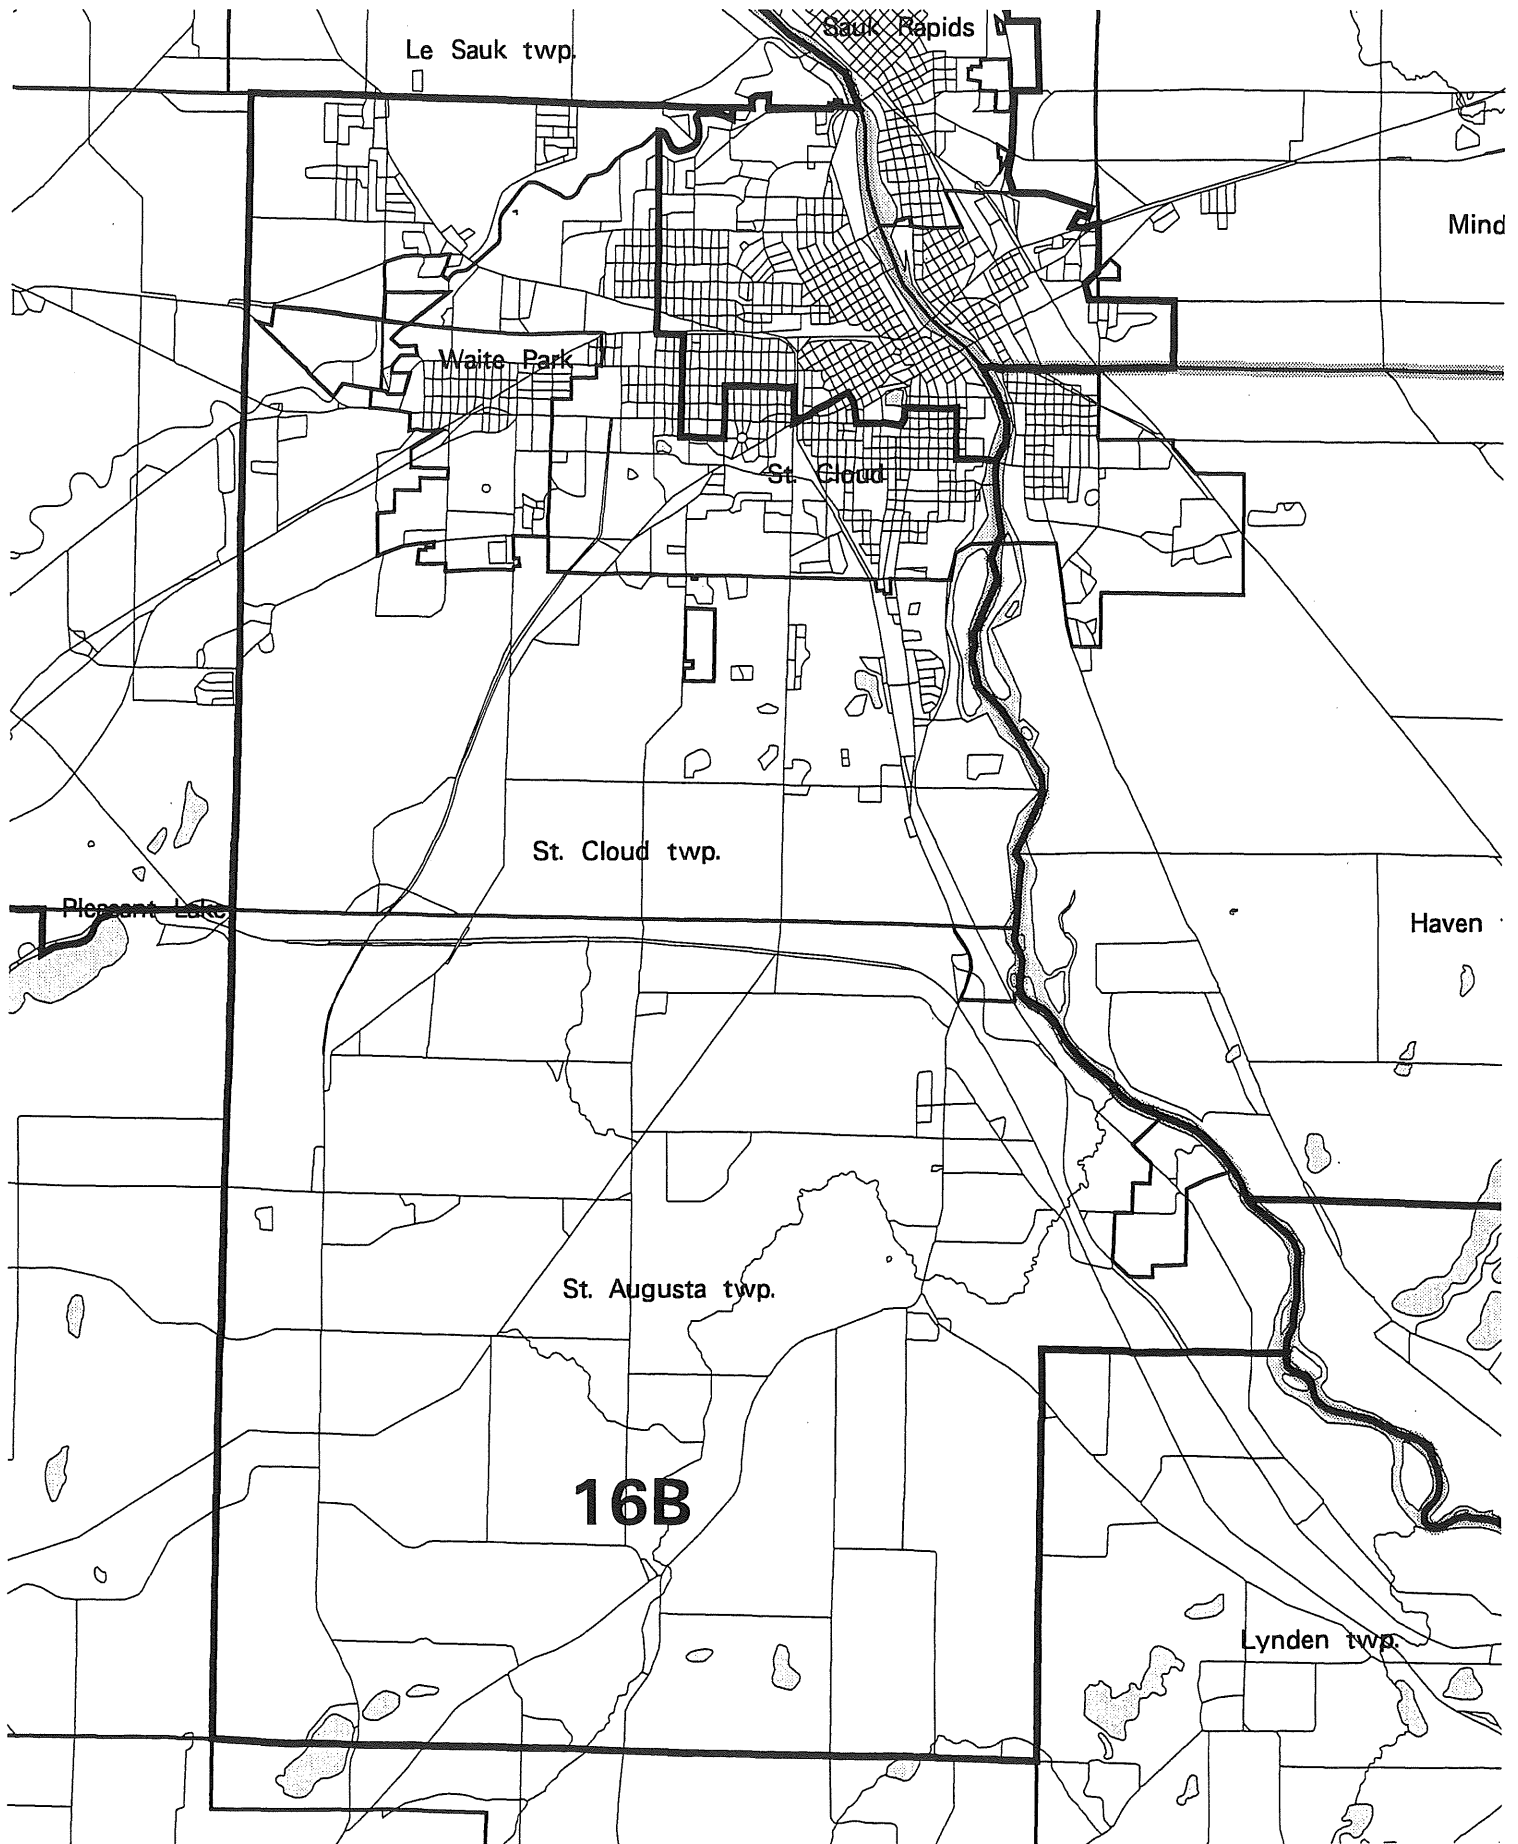 Sauk Rapids
Le Sauk twp.
Mind
Waite Park
St. Cloud
St. Cloud twp.
Pleasant Lake
Haven
St. Augusta twp.
16B
Lynden twp.